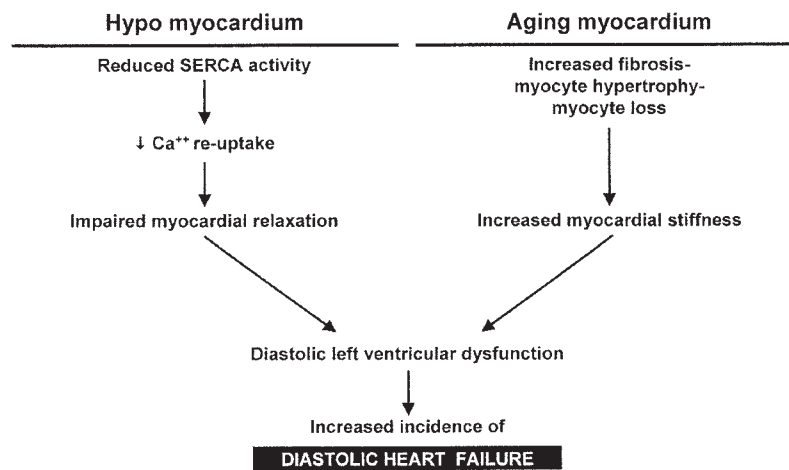 Hypo myocardium
Reduced SERCA activity
↓ Ca⁺⁺ re-uptake
Impaired myocardial relaxation
Aging myocardium
Increased fibrosis-
myocyte hypertrophy-
myocyte loss
Increased myocardial stiffness
Diastolic left ventricular dysfunction
Increased incidence of
DIASTOLIC HEART FAILURE